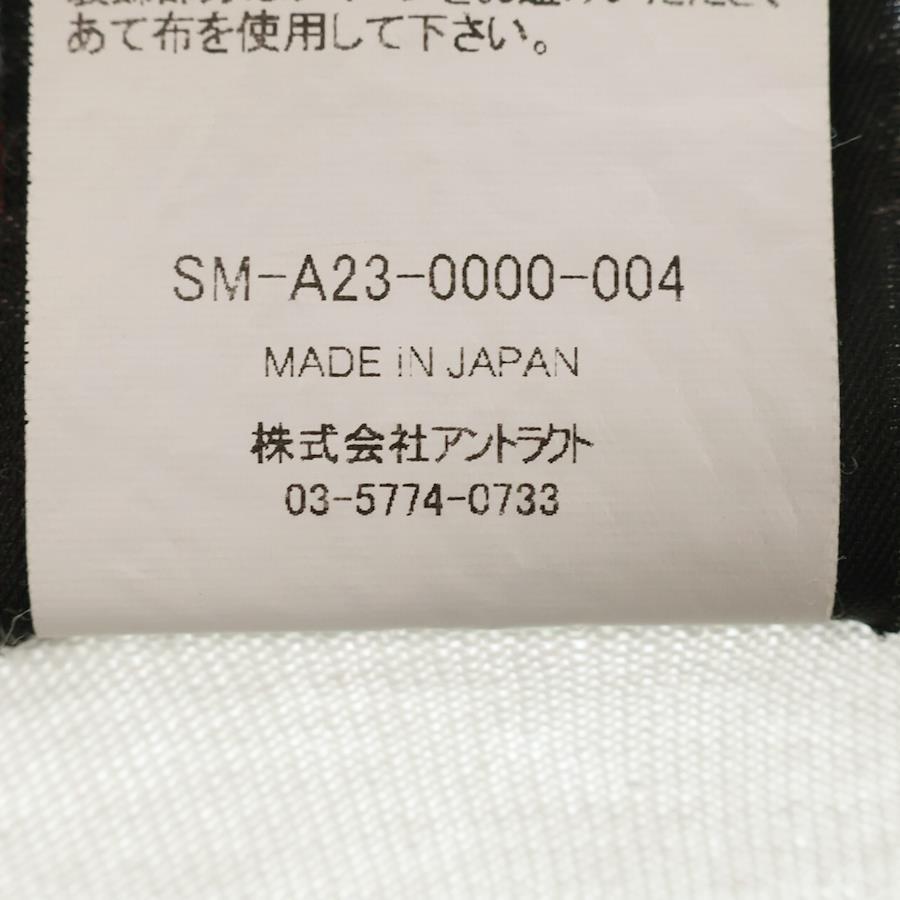 あて布を使用して下さい。
SM-A23-0000-004
MADE iN JAPAN
株式会社アントラクト
03-5774-0733